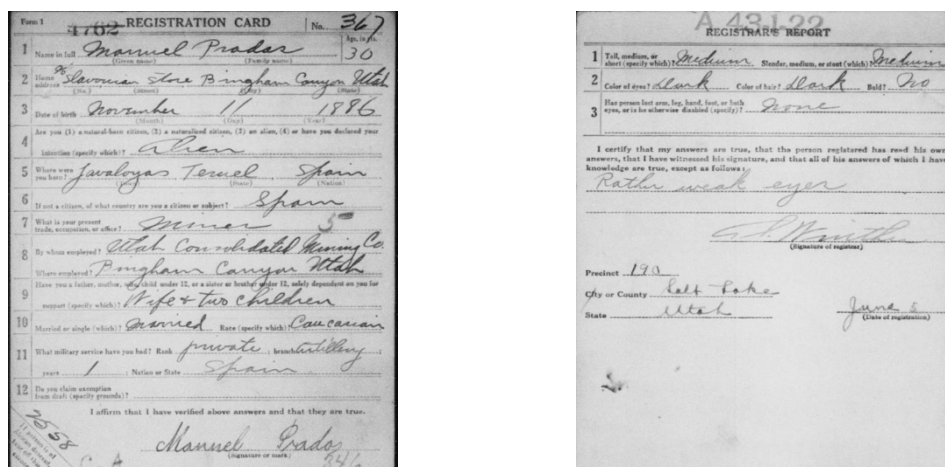 Form 1 4762 REGISTRATION CARD No. 367
1 Name in full Manuel Pradas Age, in yrs. 30
(Given name) (Family name)
2 Home address % Slavonian Store Bingham Canyon Utah
(No.) (Street) (City) (State)
3 Date of birth November 11 1886
(Month) (Day) (Year)
4 Are you (1) a natural-born citizen, (2) a naturalized citizen, (3) an alien, (4) or have you declared your
intention (specify which)? Alien
5 Where were you born? Javaloyas Teruel Spain
(Town) (State) (Nation)
6 If not a citizen, of what country are you a citizen or subject? Spain
7 What is your present trade, occupation, or office? Miner 5
8 By whom employed? Utah Consolidated Mining Co.
Where employed? Bingham Canyon Utah
9 Have you a father, mother, wife, child under 12, or a sister or brother under 12, solely dependent on you for
support (specify which)? Wife + two children
10 Married or single (which)? Married Race (specify which)? Caucasian
11 What military service have you had? Rank private ; branch artillery ;
years 1 ; Nation or State Spain
12 Do you claim exemption from draft (specify grounds)?
I affirm that I have verified above answers and that they are true.
2558
Manuel Pradas
(Signature or mark)
A 43-1-22
REGISTRAR'S REPORT
1 Tall, medium, or short (specify which)? Medium Slender, medium, or stout (which)? Medium
2 Color of eyes? Dark Color of hair? Dark Bald? No
3 Has person lost arm, leg, hand, foot, or both eyes, or is he otherwise disabled (specify)? None
I certify that my answers are true, that the person registered has read his own
answers, that I have witnessed his signature, and that all of his answers of which I have
knowledge are true, except as follows:
Rather weak eyes
(Signature of registrar)
Precinct 190
City or County Salt Lake
State Utah
June 5
(Date of registration)